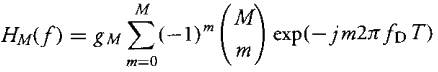 H_M(f) = g_M \sum_{m=0}^{M} (-1)^m \binom{M}{m} \exp(-jm2\pi f_D T)